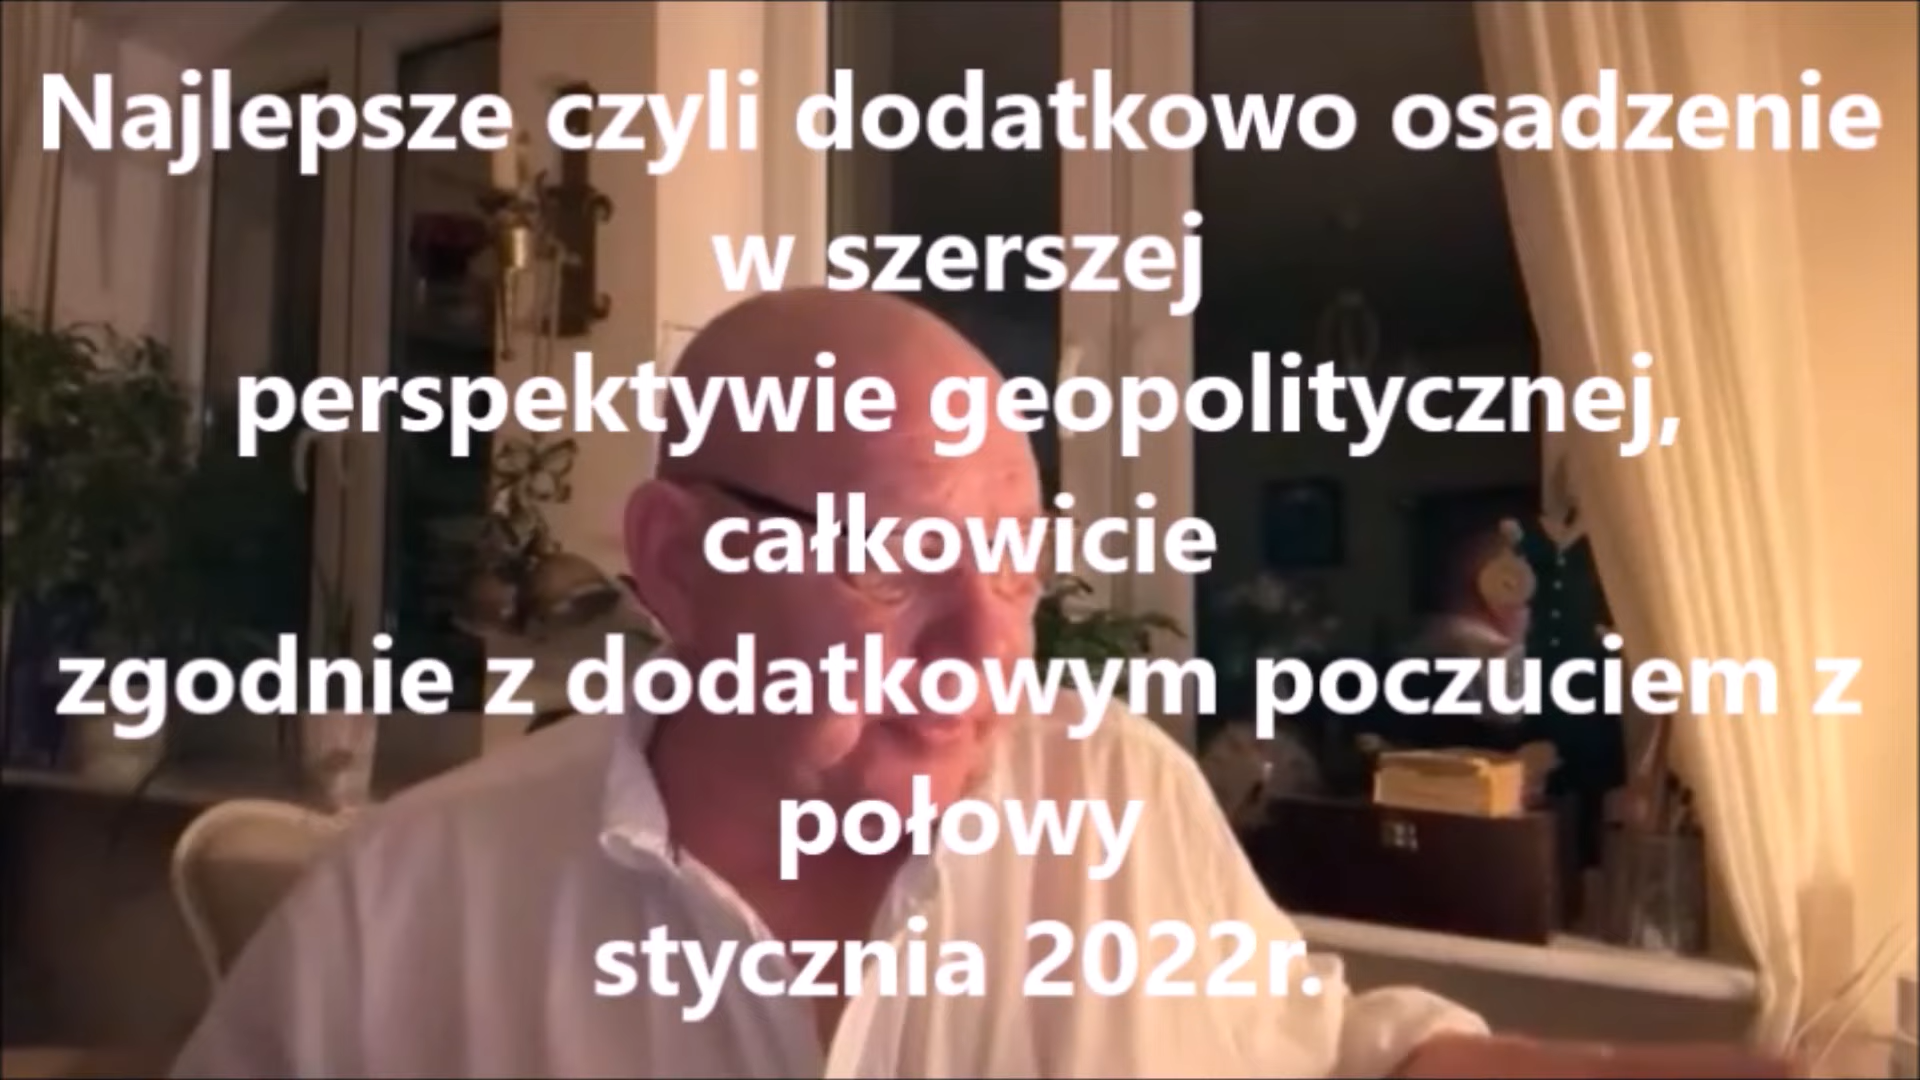 Najlepsze czyli dodatkowo osadzenie
w szerszej
perspektywie geopolitycznej,
całkowicie
zgodnie z dodatkowym poczuciem z
połowy
stycznia 2022r.